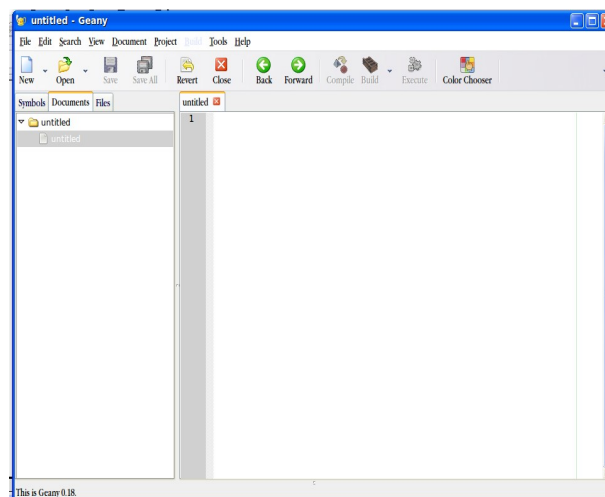 untitled - Geany
File Edit Search View Document Project Build Tools Help
New Open Save Save All Revert Close Back Forward Compile Build Execute Color Chooser
Symbols Documents Files untitled
untitled 1
untitled
This is Geany 0.18.